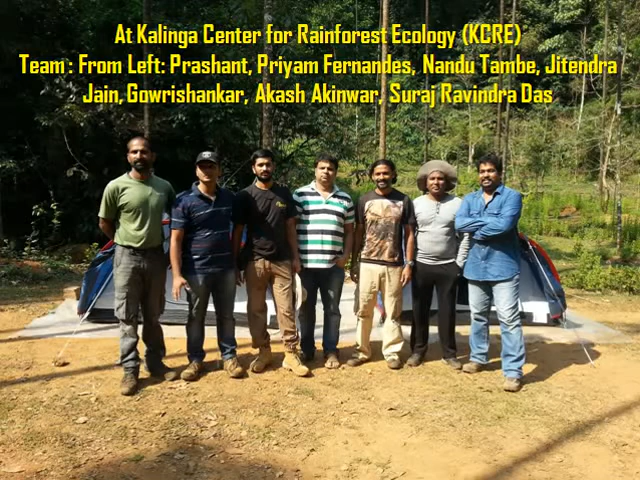 At Kalinga Center for Rainforest Ecology (KCRE)
Team : From Left: Prashant, Priyam Fernandes, Nandu Tambe, Jitendra
Jain, Gowrishankar, Akash Akinwar, Suraj Ravindra Das